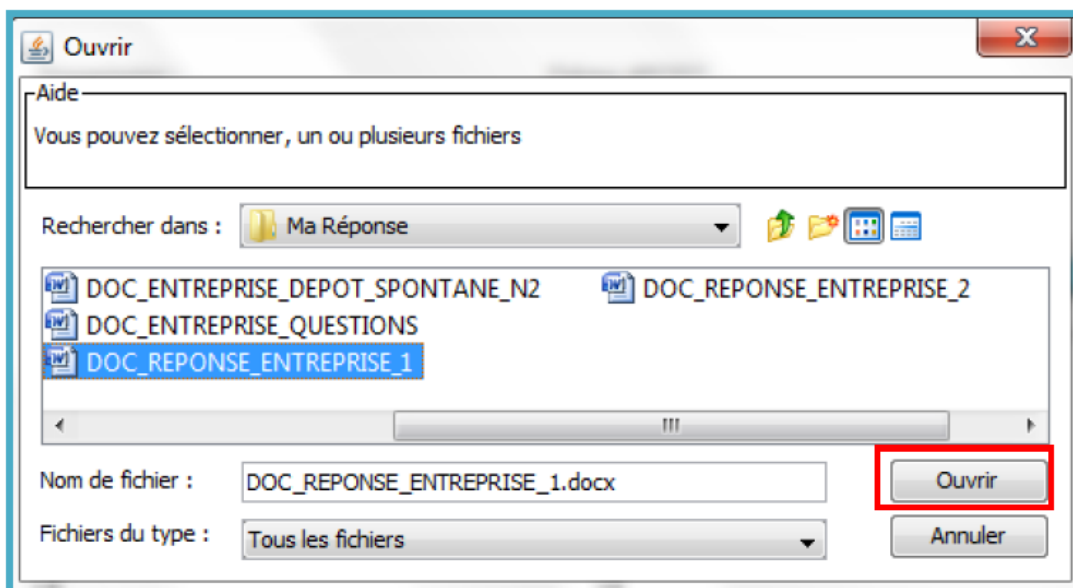 Ouvrir
Aide
Vous pouvez sélectionner, un ou plusieurs fichiers
Rechercher dans : Ma Réponse
DOC_ENTREPRISE_DEPOT_SPONTANE_N2 DOC_REPONSE_ENTREPRISE_2
DOC_ENTREPRISE_QUESTIONS
DOC_REPONSE_ENTREPRISE_1
Nom de fichier : DOC_REPONSE_ENTREPRISE_1.docx Ouvrir
Fichiers du type : Tous les fichiers Annuler